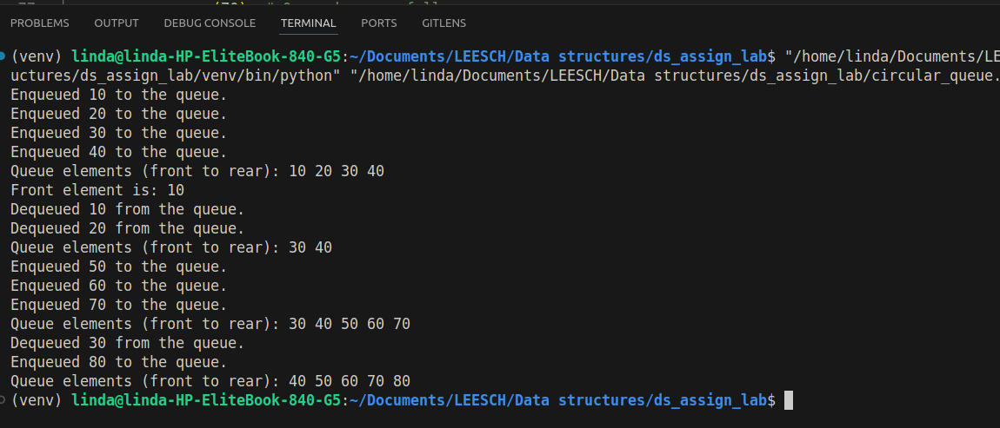 PROBLEMS OUTPUT DEBUG CONSOLE TERMINAL PORTS GITLENS
(venv) linda@linda-HP-EliteBook-840-G5:~/Documents/LEESCH/Data structures/ds_assign_lab$ "/home/linda/Documents/LE
uctures/ds_assign_lab/venv/bin/python" "/home/linda/Documents/LEESCH/Data structures/ds_assign_lab/circular_queue.
Enqueued 10 to the queue.
Enqueued 20 to the queue.
Enqueued 30 to the queue.
Enqueued 40 to the queue.
Queue elements (front to rear): 10 20 30 40
Front element is: 10
Dequeued 10 from the queue.
Dequeued 20 from the queue.
Queue elements (front to rear): 30 40
Enqueued 50 to the queue.
Enqueued 60 to the queue.
Enqueued 70 to the queue.
Queue elements (front to rear): 30 40 50 60 70
Dequeued 30 from the queue.
Enqueued 80 to the queue.
Queue elements (front to rear): 40 50 60 70 80
(venv) linda@linda-HP-EliteBook-840-G5:~/Documents/LEESCH/Data structures/ds_assign_lab$